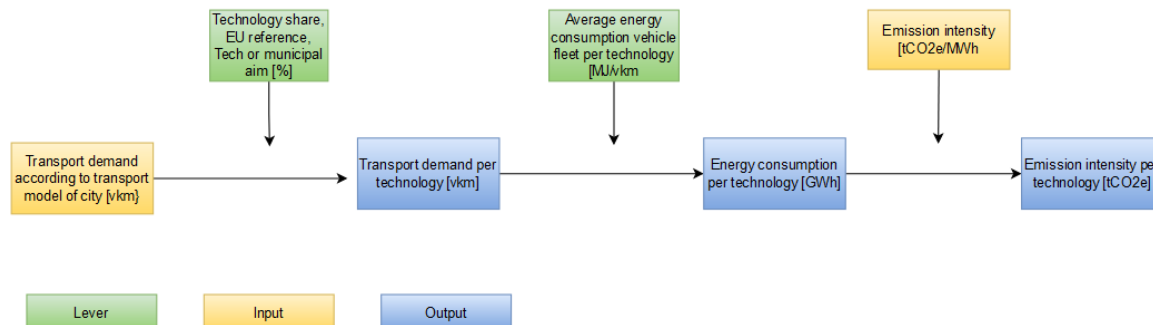 Technology share,
EU reference,
Tech or municipal
aim [%]
Average energy
consumption vehicle
fleet per technology
[MJ/vkm
Emission intensity
[tCO2e/MWh
Transport demand
according to transport
model of city [vkm}
Transport demand per
technology [vkm]
Energy consumption
per technology [GWh]
Emission intensity pe
technology [tCO2e]
Lever
Input
Output